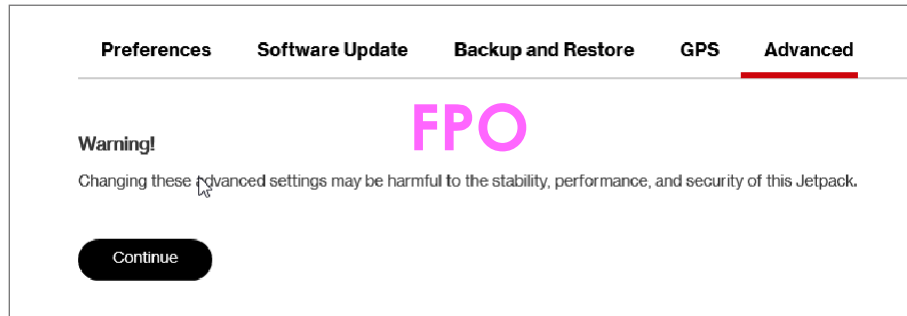 Preferences Software Update Backup and Restore GPS Advanced
FPO
Warning!
Changing these advanced settings may be harmful to the stability, performance, and security of this Jetpack.
Continue